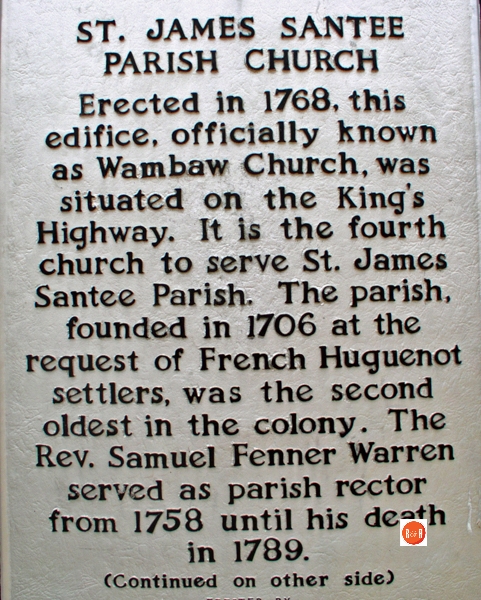 ST. JAMES SANTEE
PARISH CHURCH
Erected in 1768, this
edifice, officially known
as Wambaw Church, was
situated on the King's
Highway. It is the fourth
church to serve St. James
Santee Parish. The parish,
founded in 1706 at the
request of French Huguenot
settlers, was the second
oldest in the colony. The
Rev. Samuel Fenner Warren
served as parish rector
from 1758 until his death
in 1789.
(Continued on other side)